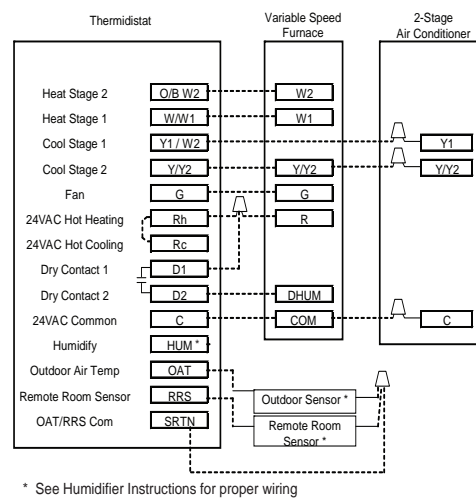 Thermidistat
Variable Speed
Furnace
2-Stage
Air Conditioner
Heat Stage 2 O/B W2 W2
Heat Stage 1 W/W1 W1
Cool Stage 1 Y1 / W2 Y1
Cool Stage 2 Y/Y2 Y/Y2 Y/Y2
Fan G G
24VAC Hot Heating Rh R
24VAC Hot Cooling Rc
Dry Contact 1 D1
Dry Contact 2 D2 DHUM
24VAC Common C COM C
Humidify HUM *
Outdoor Air Temp OAT
Outdoor Sensor *
Remote Room Sensor RRS
Remote Room
Sensor *
OAT/RRS Com SRTN
* See Humidifier Instructions for proper wiring